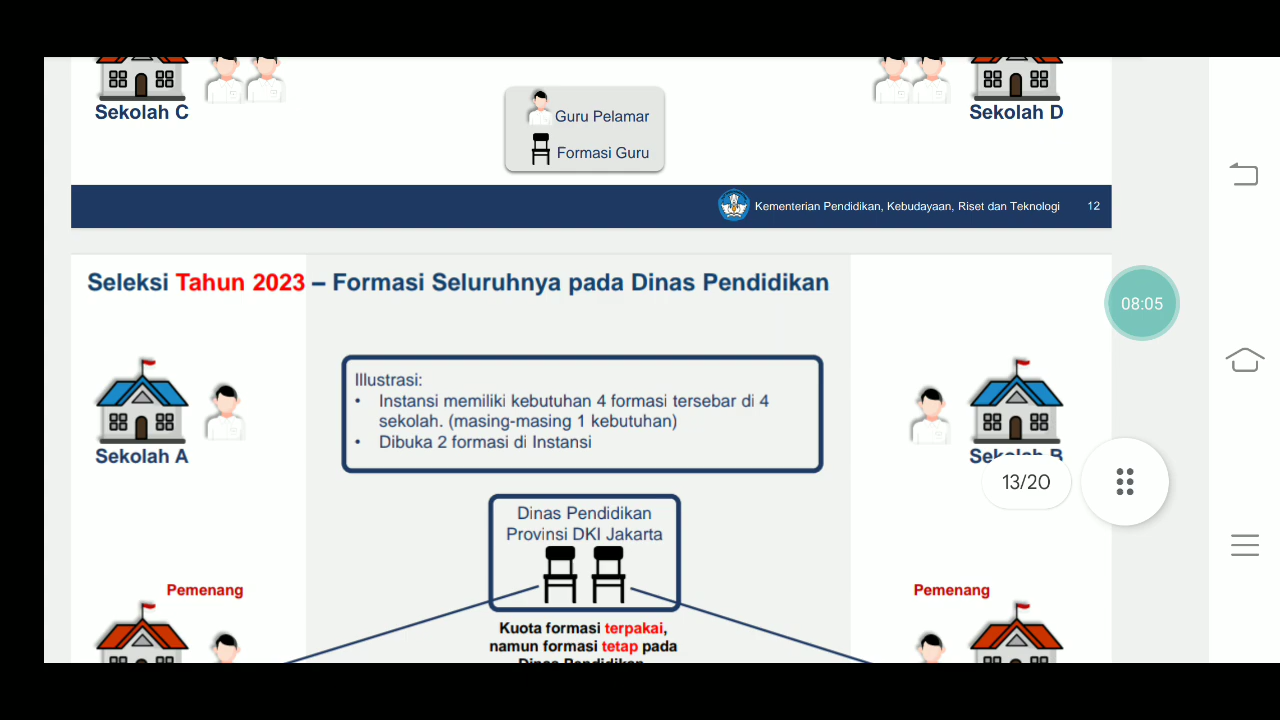 Sekolah C
Sekolah D
Guru Pelamar
Formasi Guru
Kementerian Pendidikan, Kebudayaan, Riset dan Teknologi 12
Seleksi Tahun 2023 – Formasi Seluruhnya pada Dinas Pendidikan
08:05
Illustrasi:
• Instansi memiliki kebutuhan 4 formasi tersebar di 4
sekolah. (masing-masing 1 kebutuhan)
• Dibuka 2 formasi di Instansi
Sekolah A
Sekolah B
13/20
Dinas Pendidikan
Provinsi DKI Jakarta
Pemenang
Pemenang
Kuota formasi terpakai,
namun formasi tetap pada
Dinas Pendidikan